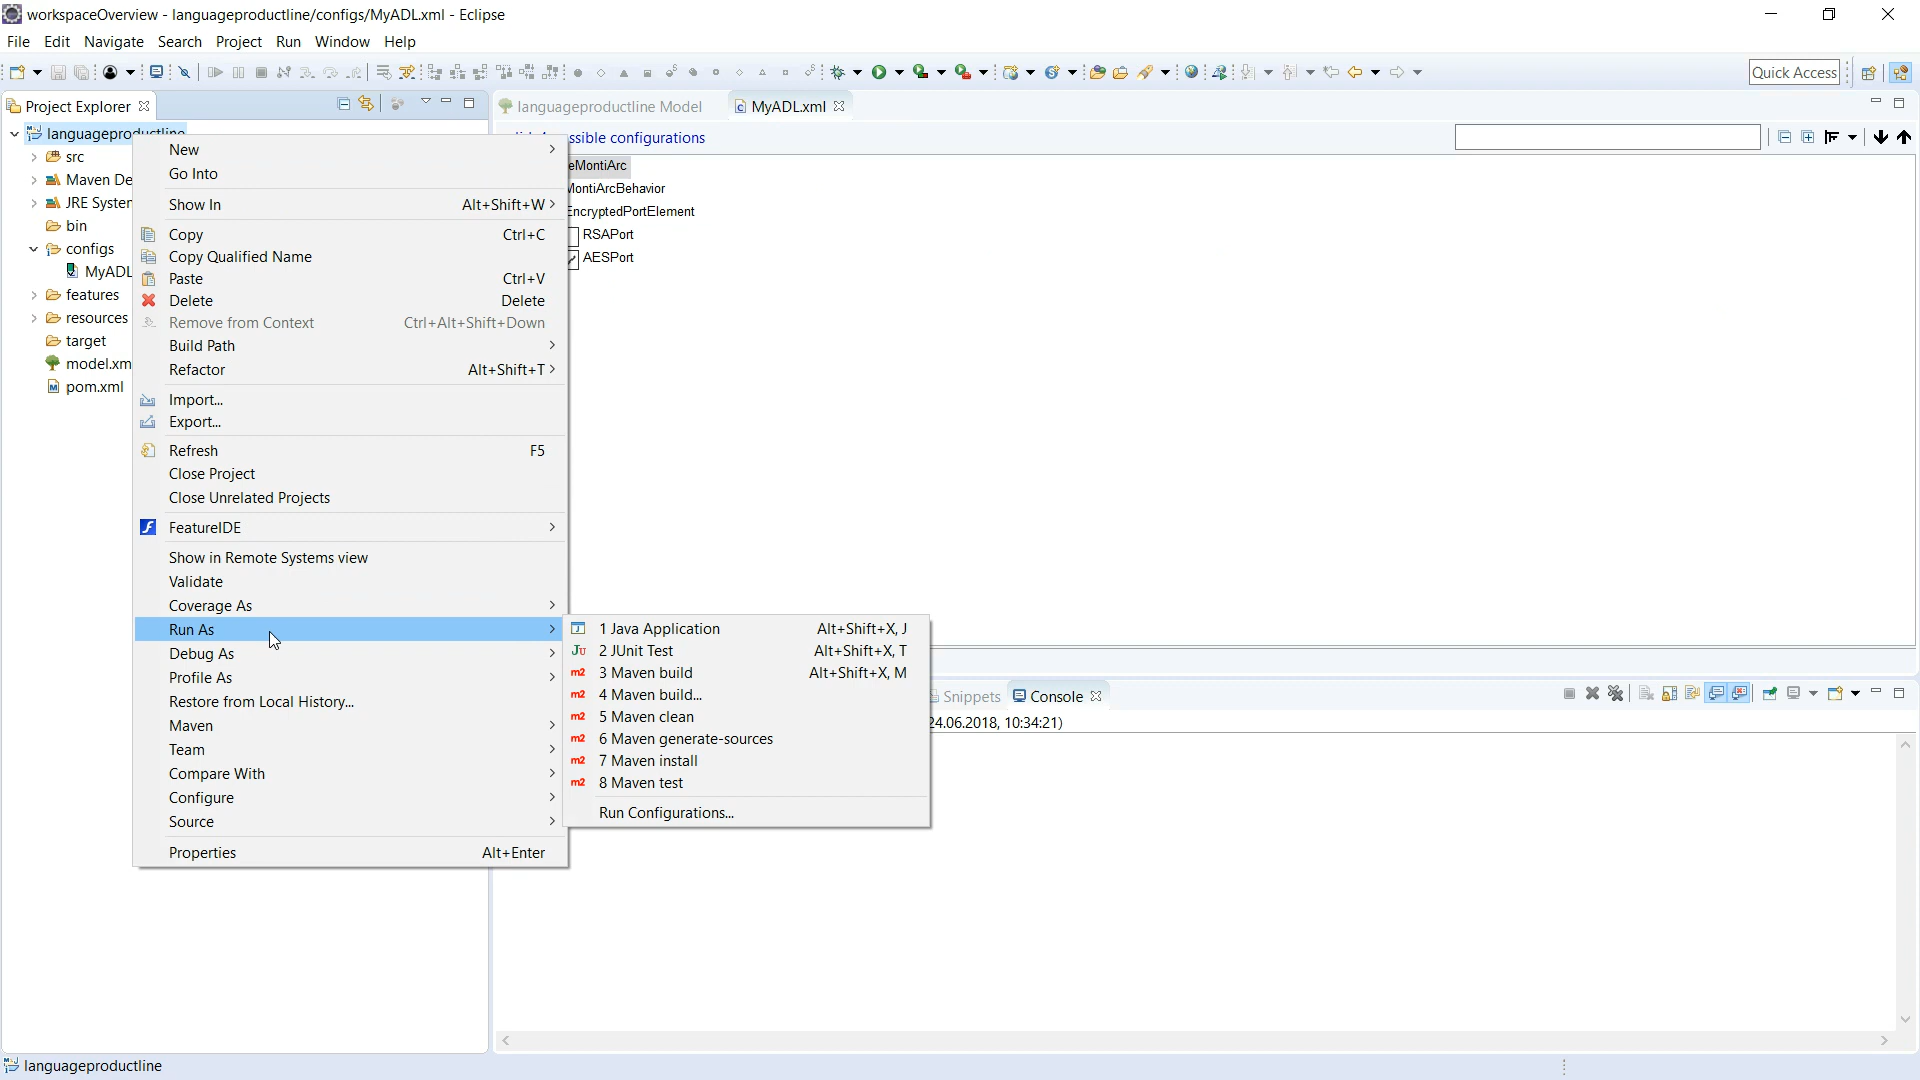 workspaceOverview - languageproductline/configs/MyADL.xml - Eclipse
File Edit Navigate Search Project Run Window Help
Quick Access
Project Explorer
languageproductline Model
MyADL.xml
languageproductline
src
Maven De
JRE System
bin
configs
MyADL
features
resources
target
model.xm
pom.xml
New
Go Into
Show In Alt+Shift+W
Copy Ctrl+C
Copy Qualified Name
Paste Ctrl+V
Delete Delete
Remove from Context Ctrl+Alt+Shift+Down
Build Path
Refactor Alt+Shift+T
Import...
Export...
Refresh F5
Close Project
Close Unrelated Projects
FeatureIDE
Show in Remote Systems view
Validate
Coverage As
Run As
Debug As
Profile As
Restore from Local History...
Maven
Team
Compare With
Configure
Source
Properties Alt+Enter
ssible configurations
eMontiArc
MontiArcBehavior
EncryptedPortElement
RSAPort
AESPort
1 Java Application Alt+Shift+X, J
2 JUnit Test Alt+Shift+X, T
3 Maven build Alt+Shift+X, M
4 Maven build...
5 Maven clean
6 Maven generate-sources
7 Maven install
8 Maven test
Run Configurations...
Snippets
Console
24.06.2018, 10:34:21)
languageproductline